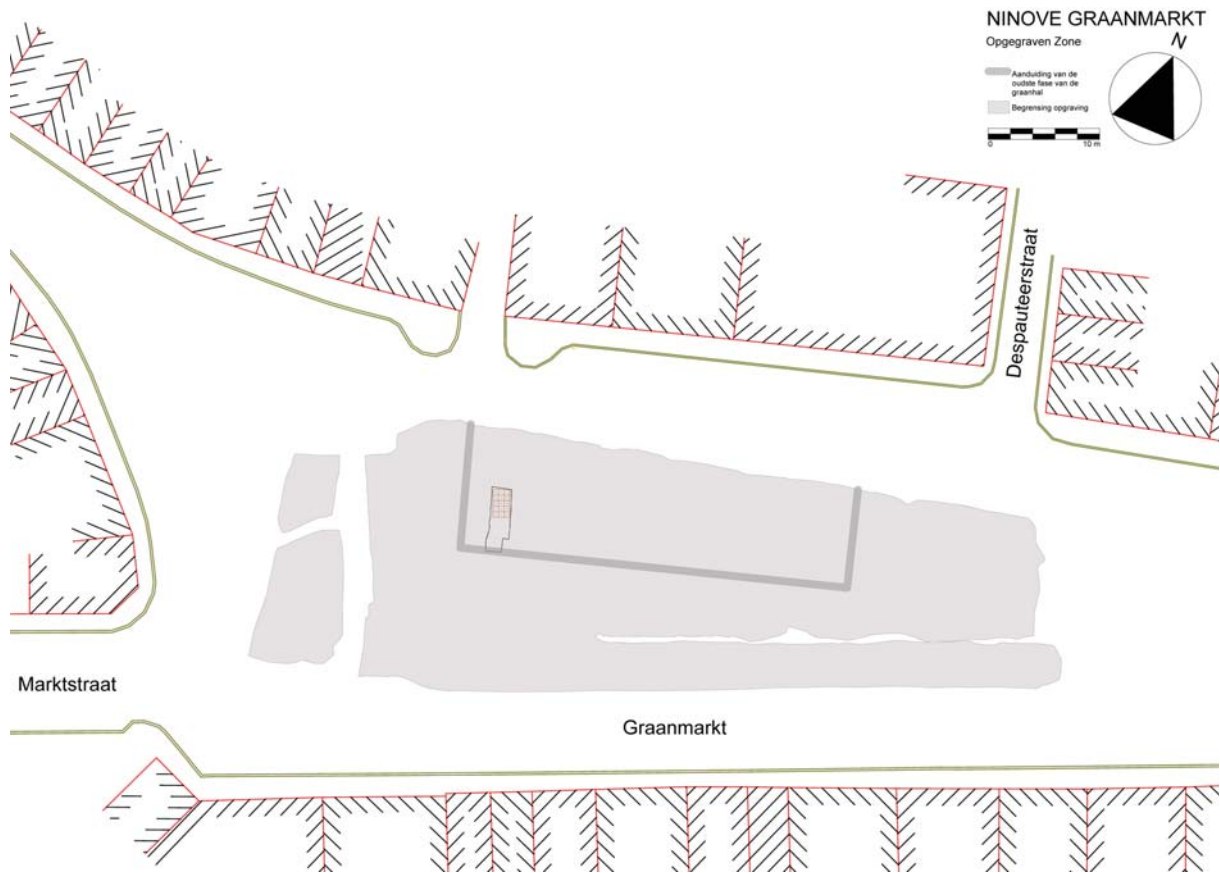 NINOVE GRAANMARKT
Opgegraven Zone
N
Aanduiding van de
oudste fase van de
graanhal
Begrensing opgraving
0 10 m
Despauteerstraat
Marktstraat
Graanmarkt